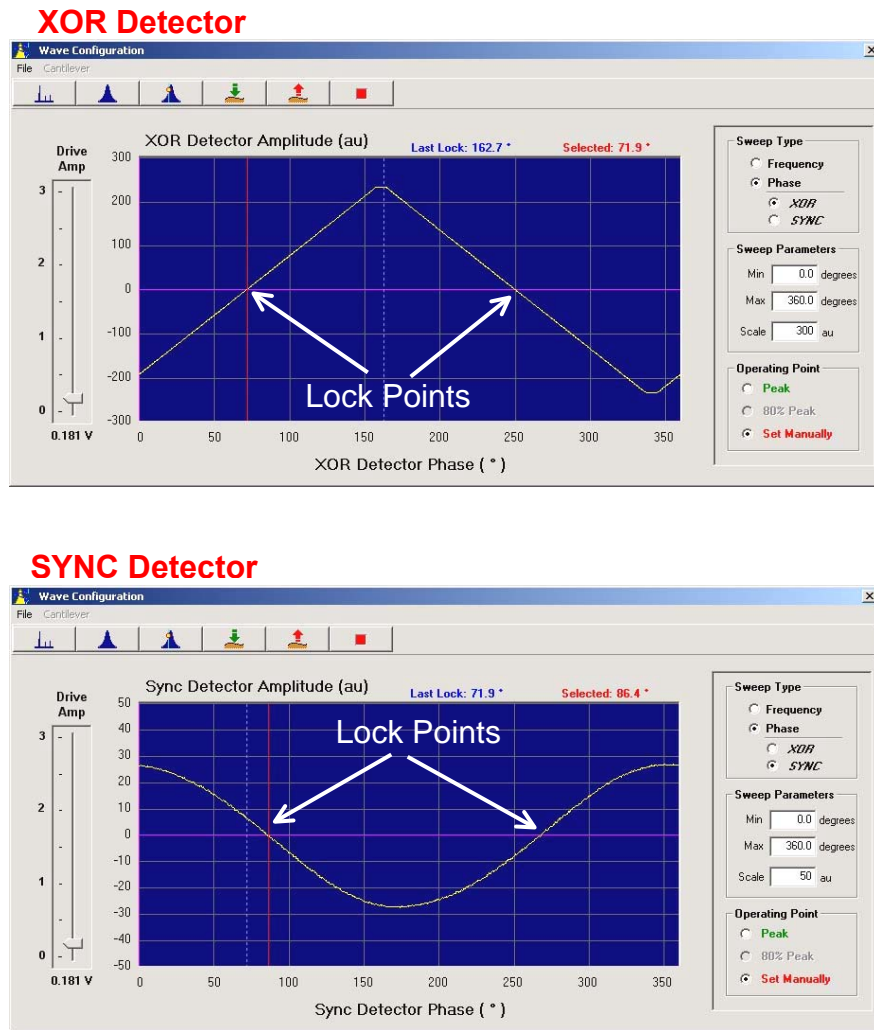 XOR Detector
Wave Configuration
File Cantilever
XOR Detector Amplitude (au)
Last Lock: 162.7 °
Selected: 71.9 °
Drive
Amp
3
2
1
0
0.181 V
300
200
100
0
-100
-200
-300
Lock Points
0 50 100 150 200 250 300 350
XOR Detector Phase ( ° )
Sweep Type
Frequency
Phase
XOR
SYNC
Sweep Parameters
Min 0.0 degrees
Max 360.0 degrees
Scale 300 au
Operating Point
Peak
80% Peak
Set Manually
SYNC Detector
Wave Configuration
File Cantilever
Sync Detector Amplitude (au)
Last Lock: 71.9 °
Selected: 86.4 °
Drive
Amp
3
2
1
0
0.181 V
50
40
30
20
10
0
-10
-20
-30
-40
-50
Lock Points
0 50 100 150 200 250 300 350
Sync Detector Phase ( ° )
Sweep Type
Frequency
Phase
XOR
SYNC
Sweep Parameters
Min 0.0 degrees
Max 360.0 degrees
Scale 50 au
Operating Point
Peak
80% Peak
Set Manually